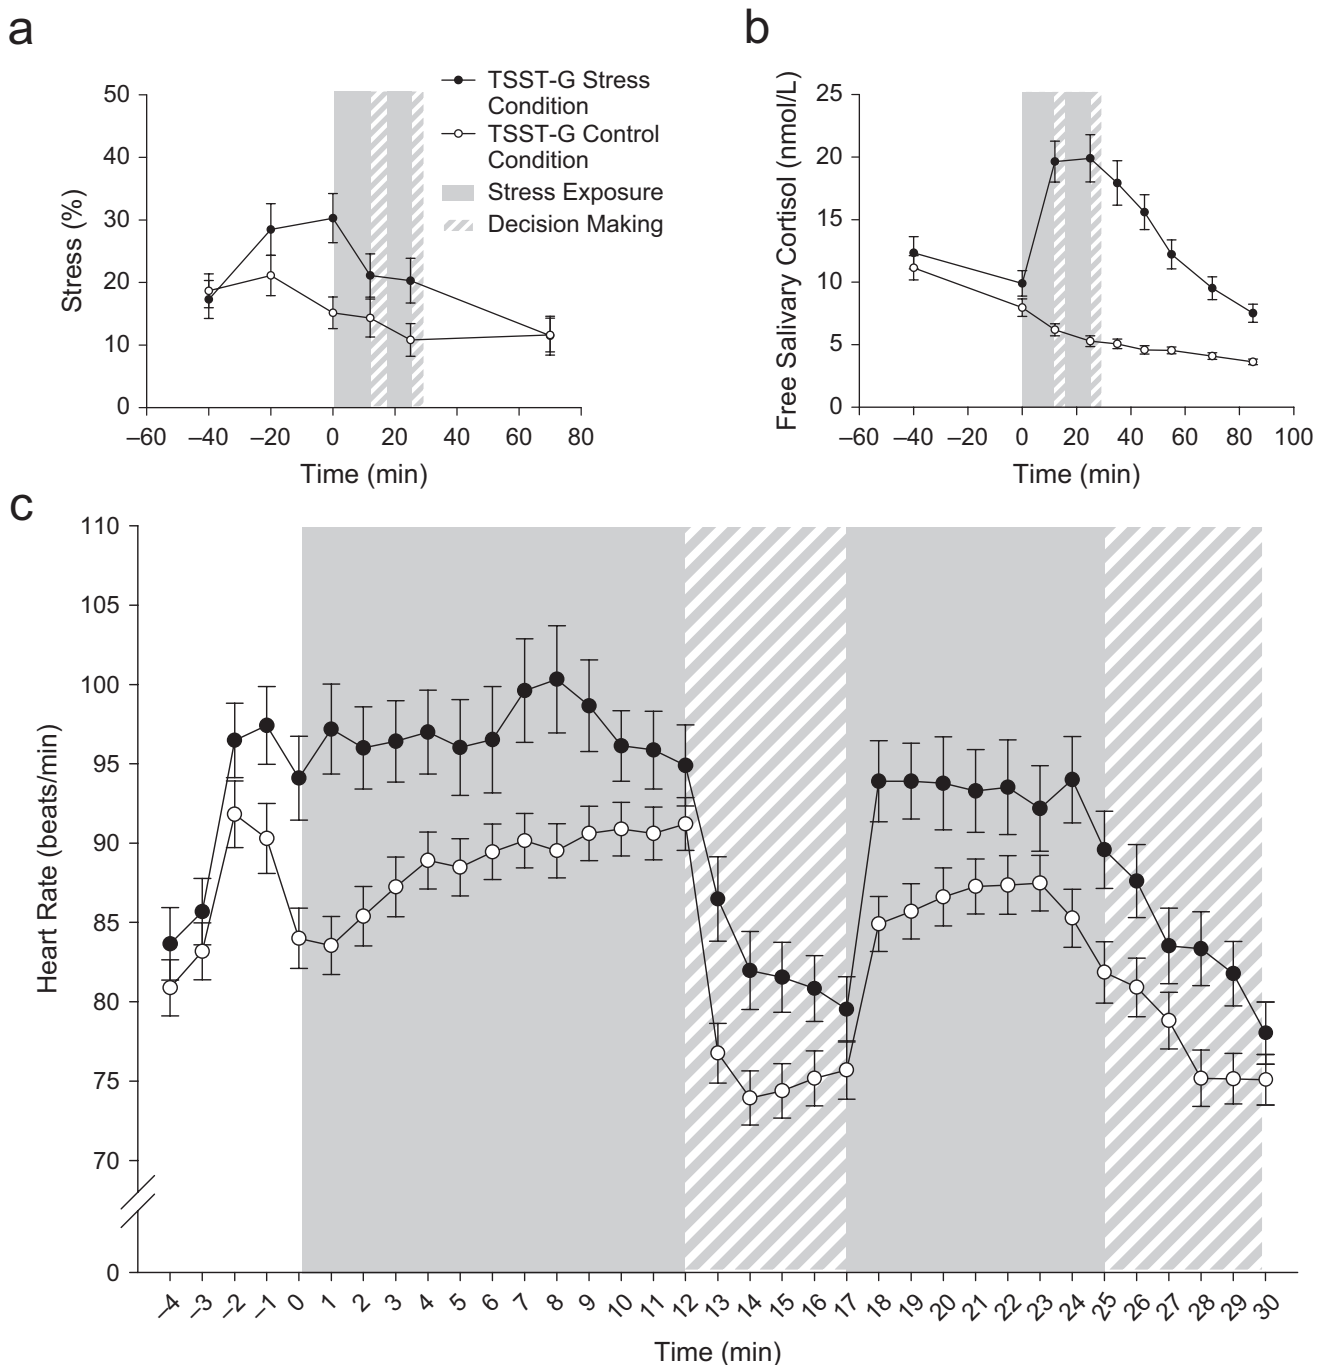 a
b
TSST-G Stress
Condition
TSST-G Control
Condition
Stress Exposure
Decision Making
Stress (%)
50
40
30
20
10
0
–60 –40 –20 0 20 40 60 80
Time (min)
Free Salivary Cortisol (nmol/L)
25
20
15
10
5
0
–60 –40 –20 0 20 40 60 80 100
Time (min)
c
Heart Rate (beats/min)
110
105
100
95
90
85
80
75
70
0
–4 –3 –2 –1 0 1 2 3 4 5 6 7 8 9 10 11 12 13 14 15 16 17 18 19 20 21 22 23 24 25 26 27 28 29 30
Time (min)